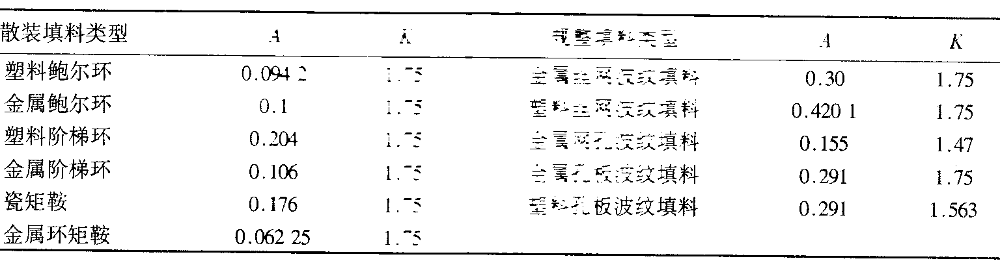 散装填料类型 A K 规整填料类型 A K
塑料鲍尔环 0.094 2 1.75 金属丝网波纹填料 0.30 1.75
金属鲍尔环 0.1 1.75 塑料丝网波纹填料 0.420 1 1.75
塑料阶梯环 0.204 1.75 金属网孔波纹填料 0.155 1.47
金属阶梯环 0.106 1.75 金属孔板波纹填料 0.291 1.75
瓷矩鞍 0.176 1.75 塑料孔板波纹填料 0.291 1.563
金属环矩鞍 0.062 25 1.75